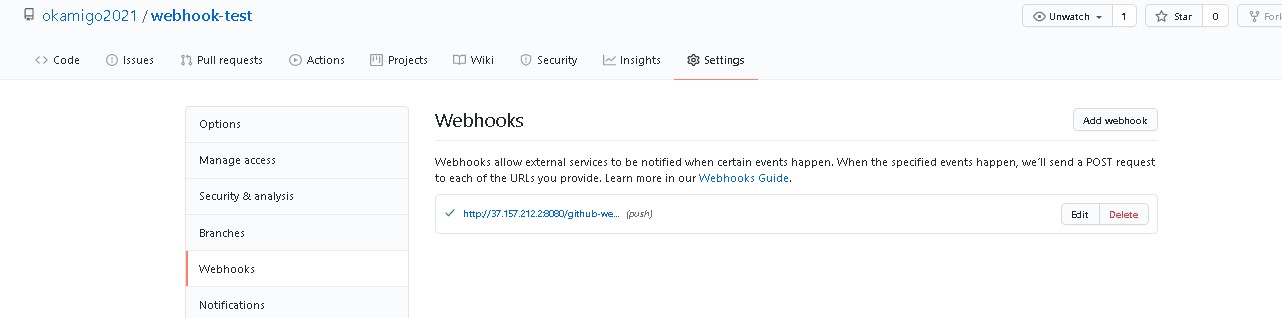 okamigo2021 / webhook-test
Unwatch 1 Star 0 Fork
Code Issues Pull requests Actions Projects Wiki Security Insights Settings
Options
Manage access
Security & analysis
Branches
Webhooks
Notifications
Webhooks
Add webhook
Webhooks allow external services to be notified when certain events happen. When the specified events happen, we'll send a POST request
to each of the URLs you provide. Learn more in our Webhooks Guide.
http://37.157.212.2:8080/github-we... (push)
Edit Delete